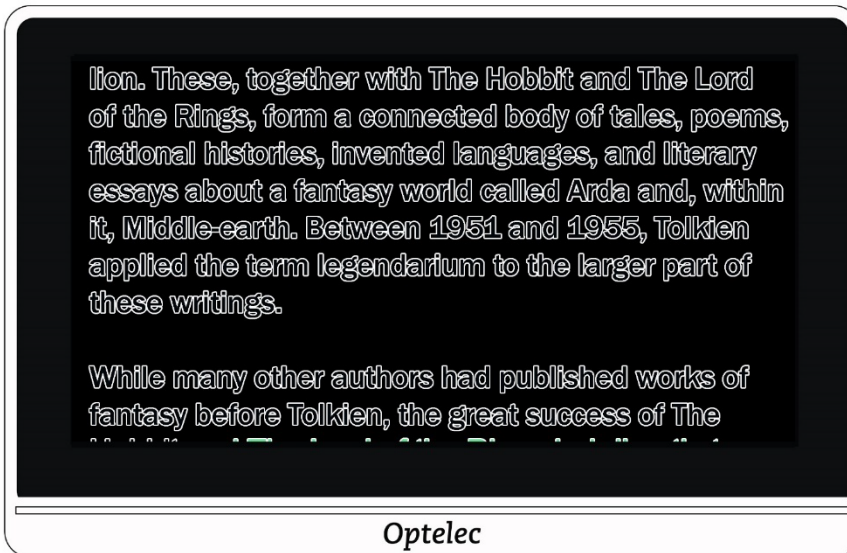 lion. These, together with The Hobbit and The Lord
of the Rings, form a connected body of tales, poems,
fictional histories, invented languages, and literary
essays about a fantasy world called Arda and, within
it, Middle-earth. Between 1951 and 1955, Tolkien
applied the term legendarium to the larger part of
these writings.
While many other authors had published works of
fantasy before Tolkien, the great success of The
Optelec